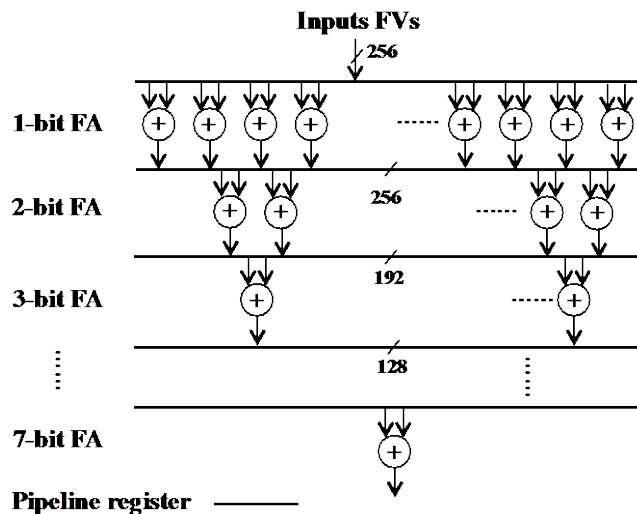 Inputs FVs
256
1-bit FA
256
2-bit FA
192
3-bit FA
128
7-bit FA
Pipeline register